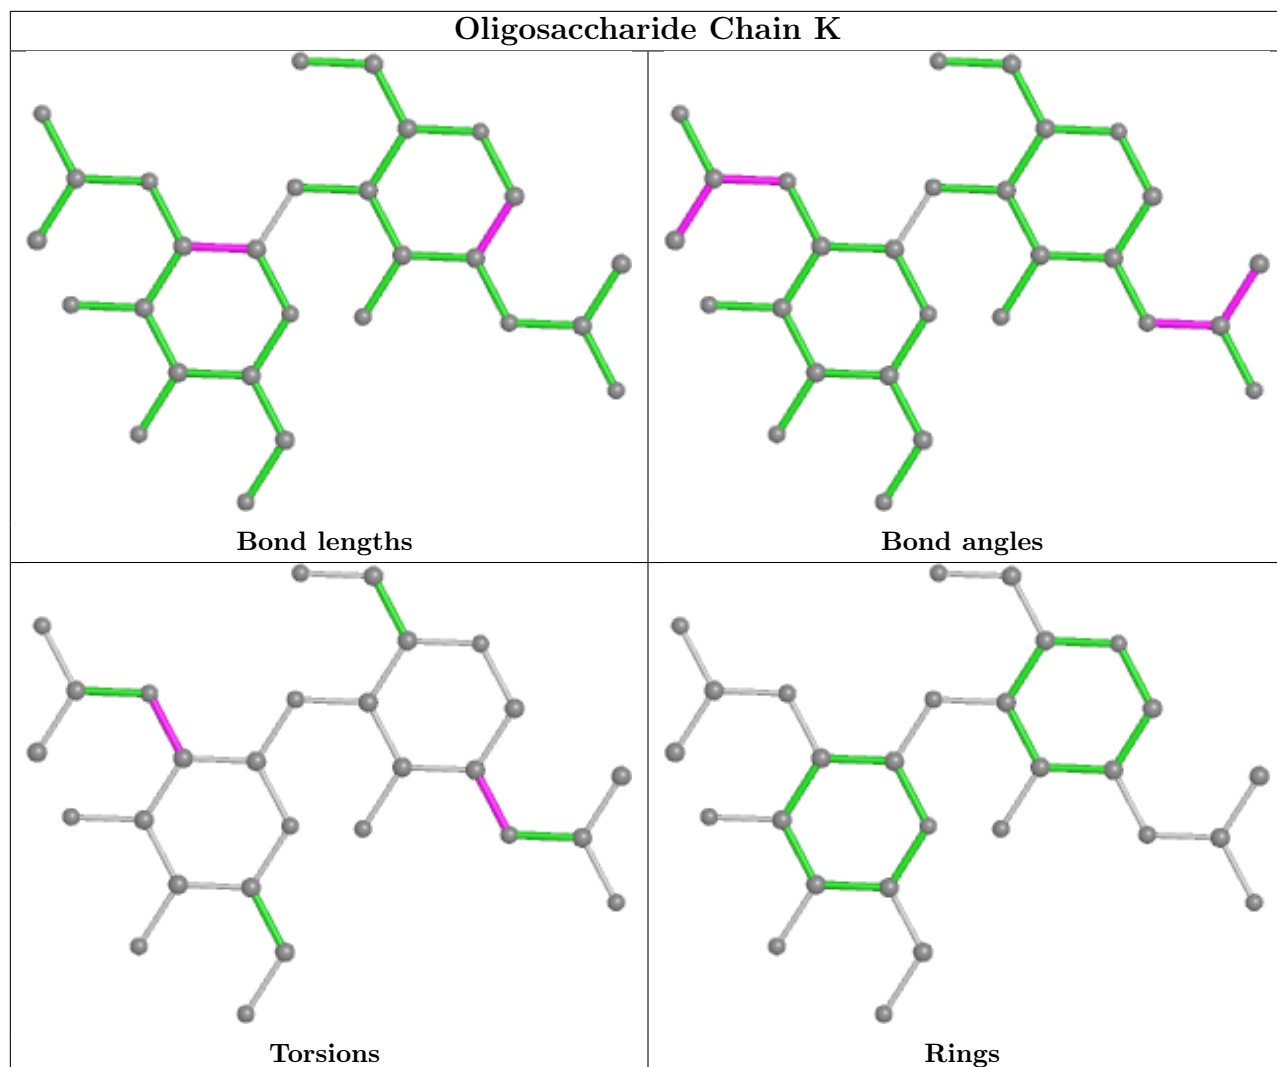 Oligosaccharide Chain K
Bond lengths
Bond angles
Torsions
Rings